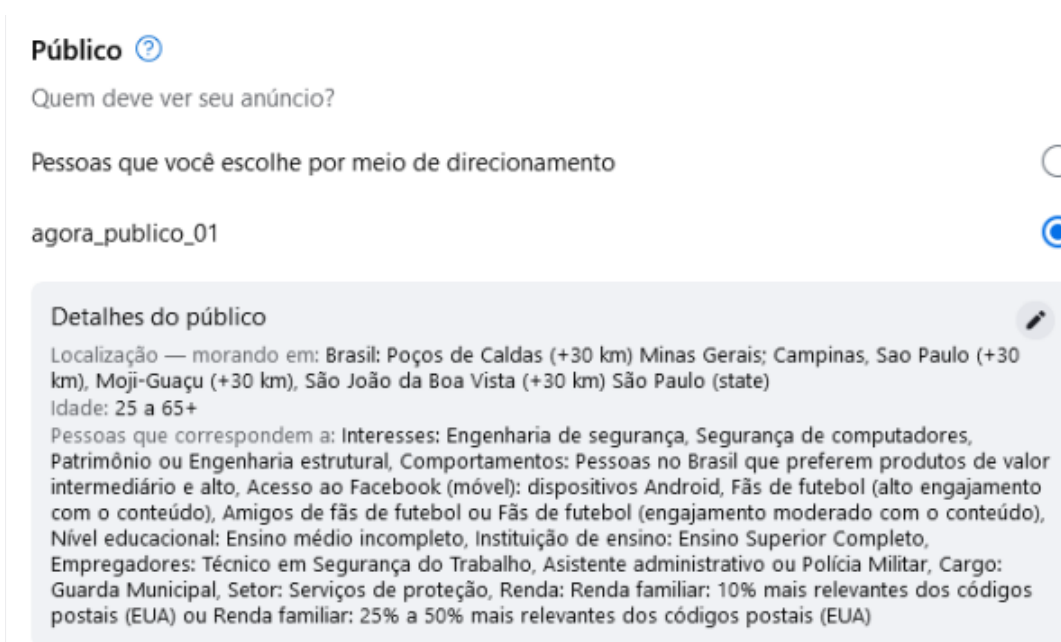 Público
Quem deve ver seu anúncio?
Pessoas que você escolhe por meio de direcionamento
agora_publico_01
Detalhes do público
Localização — morando em: Brasil: Poços de Caldas (+30 km) Minas Gerais; Campinas, Sao Paulo (+30
km), Moji-Guaçu (+30 km), São João da Boa Vista (+30 km) São Paulo (state)
Idade: 25 a 65+
Pessoas que correspondem a: Interesses: Engenharia de segurança, Segurança de computadores,
Patrimônio ou Engenharia estrutural, Comportamentos: Pessoas no Brasil que preferem produtos de valor
intermediário e alto, Acesso ao Facebook (móvel): dispositivos Android, Fãs de futebol (alto engajamento
com o conteúdo), Amigos de fãs de futebol ou Fãs de futebol (engajamento moderado com o conteúdo),
Nível educacional: Ensino médio incompleto, Instituição de ensino: Ensino Superior Completo,
Empregadores: Técnico em Segurança do Trabalho, Asistente administrativo ou Polícia Militar, Cargo:
Guarda Municipal, Setor: Serviços de proteção, Renda: Renda familiar: 10% mais relevantes dos códigos
postais (EUA) ou Renda familiar: 25% a 50% mais relevantes dos códigos postais (EUA)